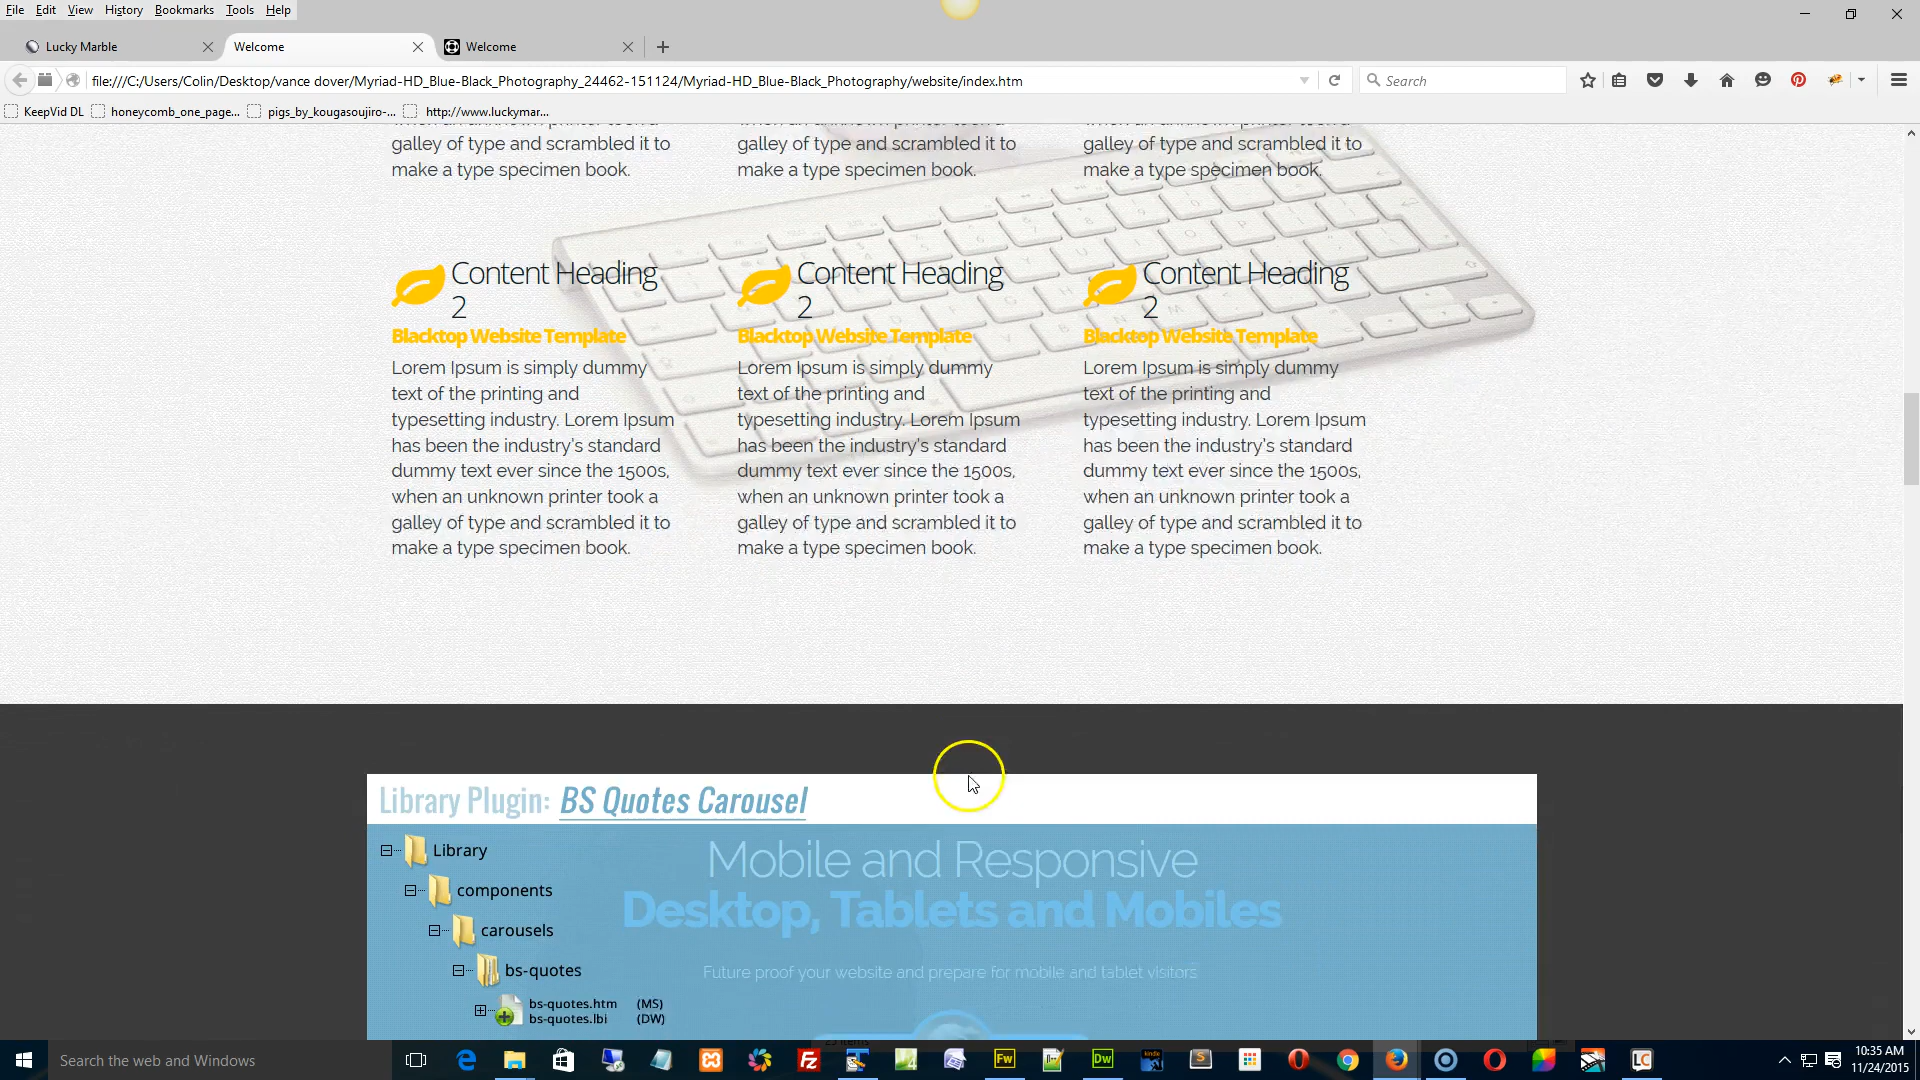 File Edit View History Bookmarks Tools Help
Lucky Marble
Welcome
Welcome
file:///C:/Users/Colin/Desktop/vance dover/Myriad-HD_Blue-Black_Photography_24462-151124/Myriad-HD_Blue-Black_Photography/website/index.htm
Search
KeepVid DL
honeycomb_one_page...
pigs_by_kougasoujiro-...
http://www.luckymar...
galley of type and scrambled it to
make a type specimen book.
galley of type and scrambled it to
make a type specimen book.
galley of type and scrambled it to
make a type specimen book.
Content Heading
2
Blacktop Website Template
Lorem Ipsum is simply dummy
text of the printing and
typesetting industry. Lorem Ipsum
has been the industry's standard
dummy text ever since the 1500s,
when an unknown printer took a
galley of type and scrambled it to
make a type specimen book.
Content Heading
2
Blacktop Website Template
Lorem Ipsum is simply dummy
text of the printing and
typesetting industry. Lorem Ipsum
has been the industry's standard
dummy text ever since the 1500s,
when an unknown printer took a
galley of type and scrambled it to
make a type specimen book.
Content Heading
2
Blacktop Website Template
Lorem Ipsum is simply dummy
text of the printing and
typesetting industry. Lorem Ipsum
has been the industry's standard
dummy text ever since the 1500s,
when an unknown printer took a
galley of type and scrambled it to
make a type specimen book.
Library Plugin: BS Quotes Carousel
Library
components
carousels
bs-quotes
bs-quotes.htm (MS)
bs-quotes.lbi (DW)
Mobile and Responsive
Desktop, Tablets and Mobiles
Future proof your website and prepare for mobile and tablet visitors
Search the web and Windows
Fz
Fw
Dw
kindle
LC
10:35 AM
11/24/2015